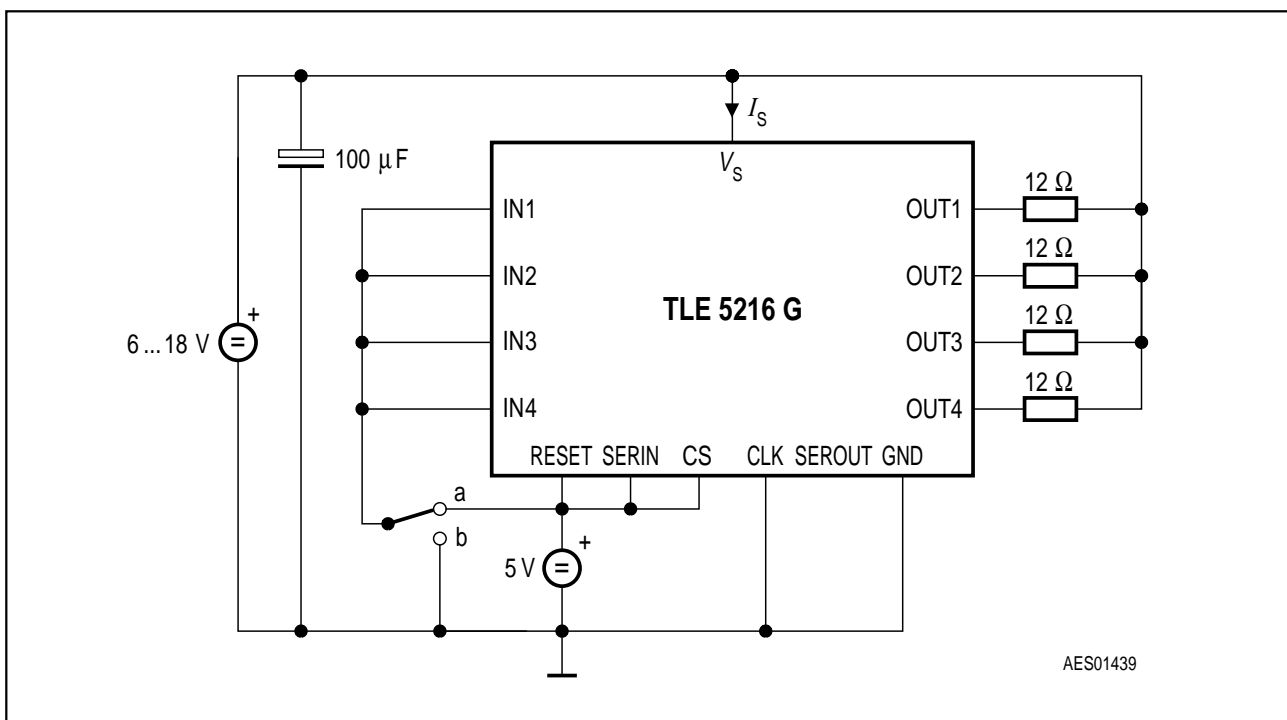 I_S
100 µF
V_S
12 Ω
IN1
OUT1
12 Ω
IN2
OUT2
TLE 5216 G
12 Ω
+
6 ... 18 V
=
IN3
OUT3
12 Ω
IN4
OUT4
RESET SERIN CS CLK SEROUT GND
a
b
+
5 V
=
AES01439